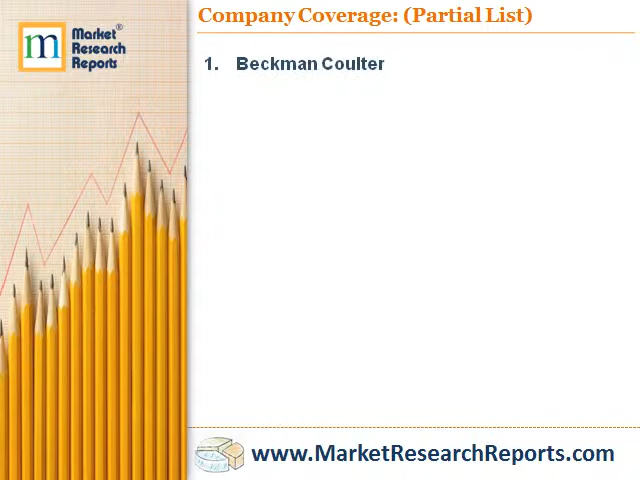 Company Coverage: (Partial List)
m Market®
Research
Reports
1. Beckman Coulter
www.MarketResearchReports.com